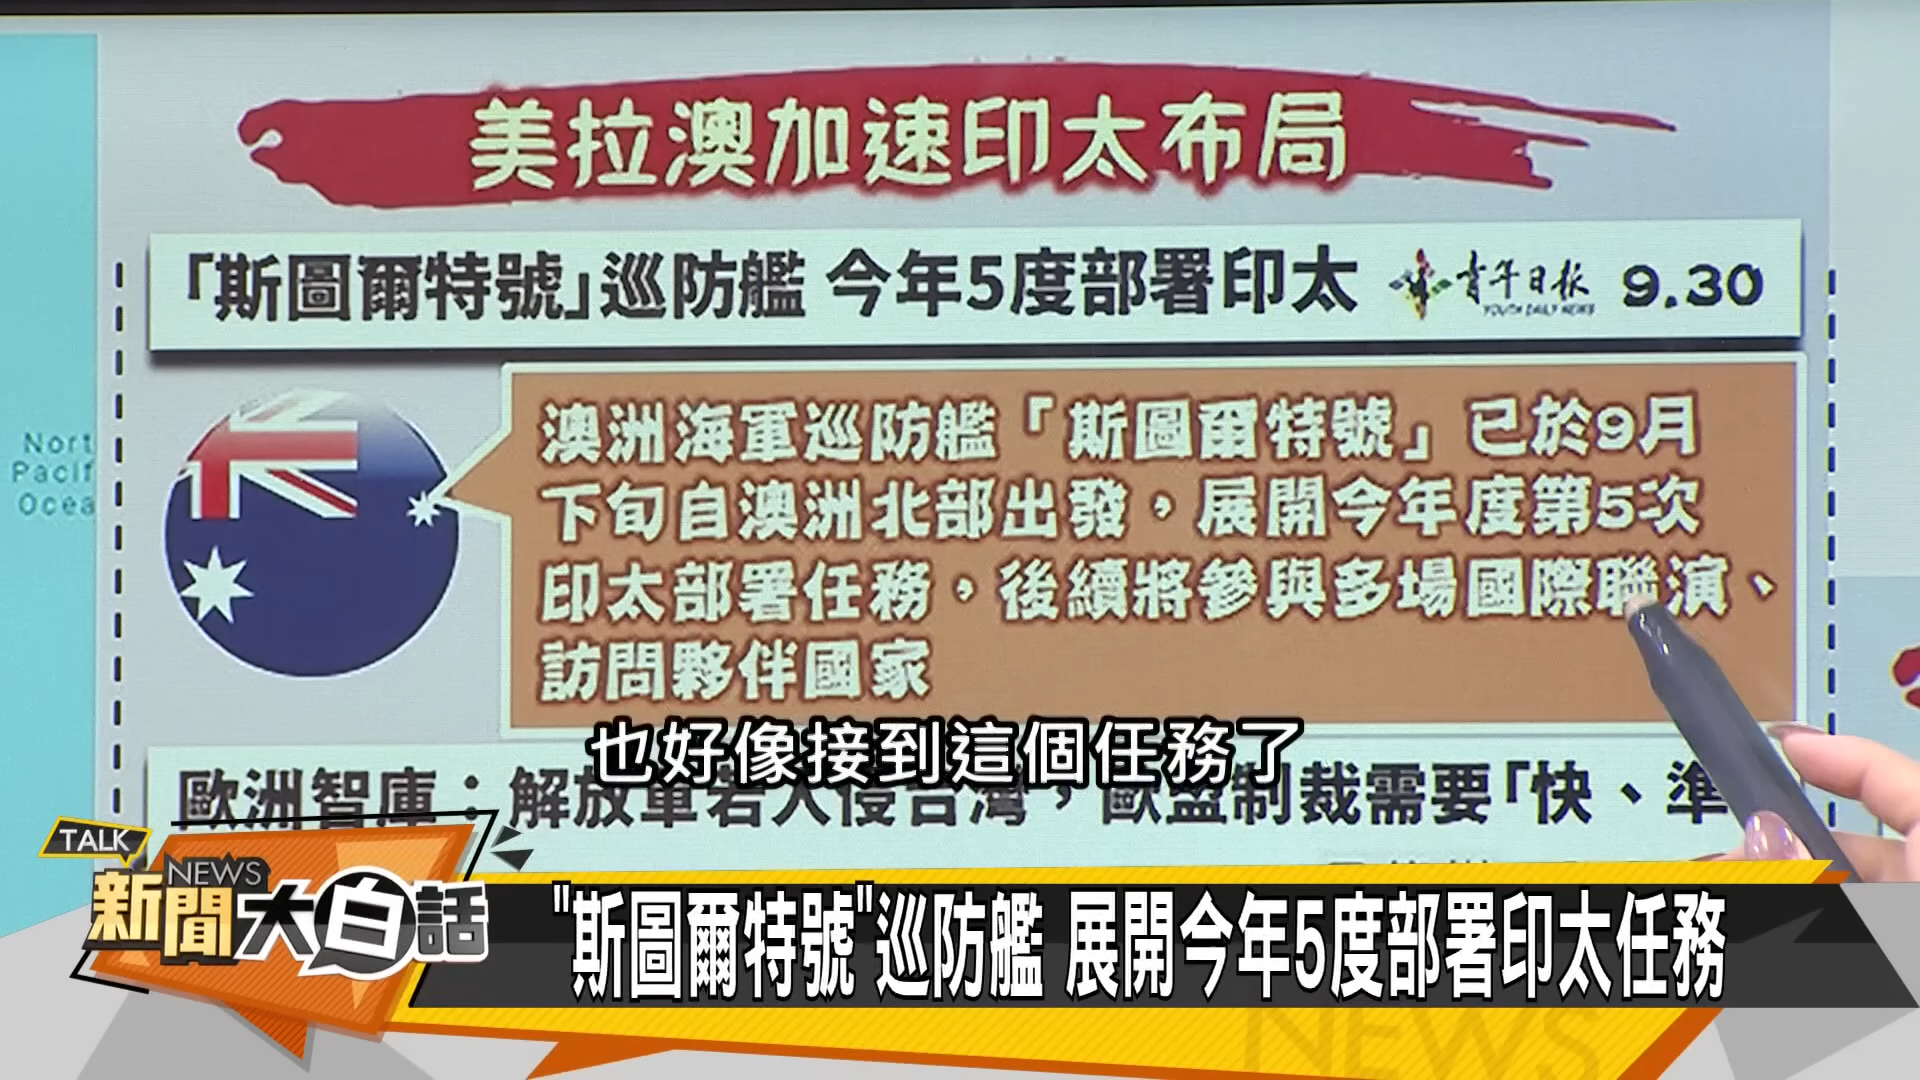 美拉澳加速印太布局
「斯圖爾特號」巡防艦 今年5度部署印太 青年日報 YOUTH DAILY NEWS 9.30
Nort
Pacif
Ocea
澳洲海軍巡防艦「斯圖爾特號」已於9月
下旬自澳洲北部出發，展開今年度第5次
印太部署任務，後續將參與多場國際聯演、
訪問夥伴國家
也好像接到這個任務了
歐洲智庫：解放軍若入侵台灣，歐盟制裁需要「快、準
TALK
NEWS
新聞大白話
"斯圖爾特號"巡防艦 展開今年5度部署印太任務
NEWS